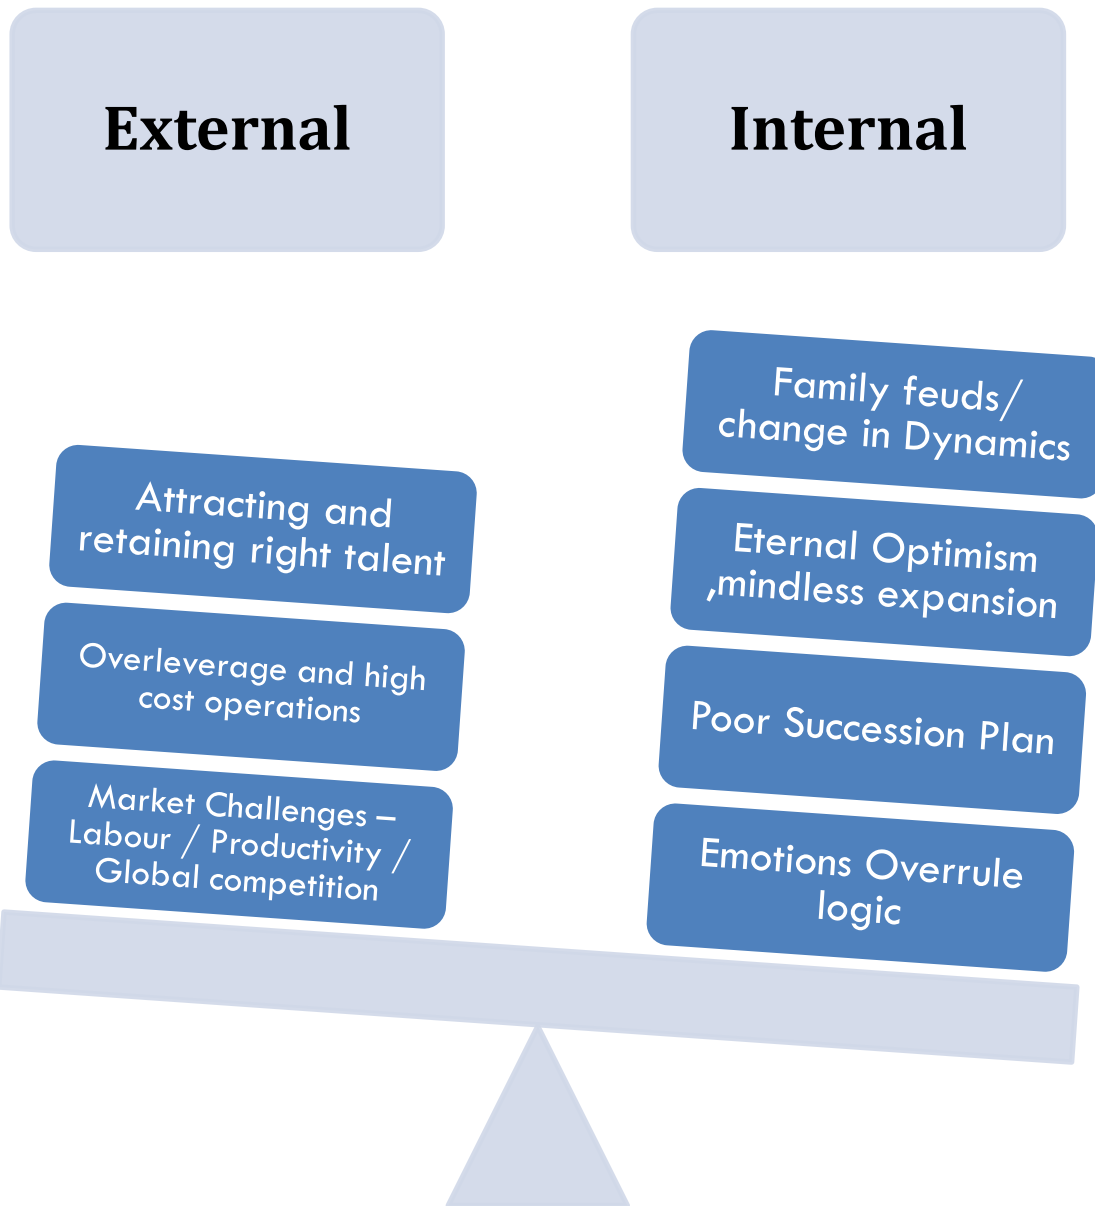 External
Internal
Attracting and
retaining right talent
Overleverage and high
cost operations
Market Challenges –
Labour / Productivity /
Global competition
Family feuds/
change in Dynamics
Eternal Optimism
,mindless expansion
Poor Succession Plan
Emotions Overrule
logic